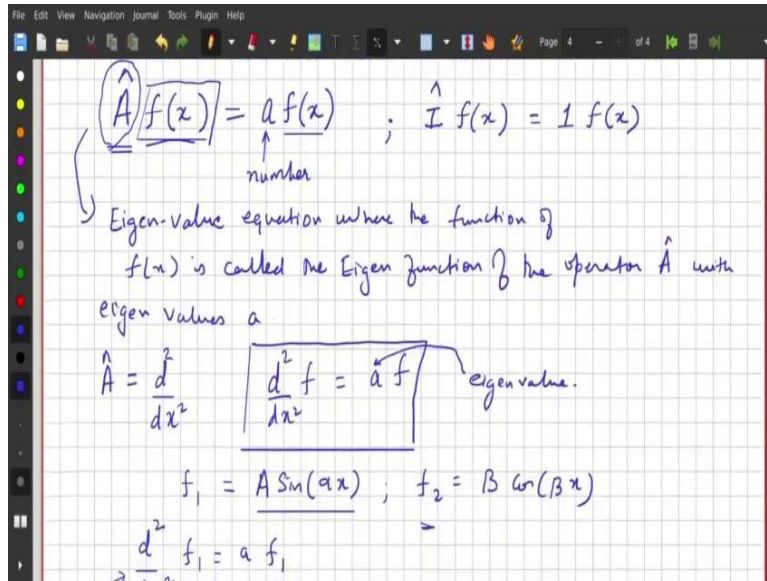 File Edit View Navigation Journal Tools Plugin Help
Page 4 of 4
Â f(x) = a f(x) ; Î f(x) = 1 f(x)
number
Eigen-value equation where the function of
f(x) is called the Eigen function of the operator Â with
eigen values a
Â = d²/dx² d²/dx² f = a f eigenvalue.
f₁ = A Sin(αx) ; f₂ = B Cos(βx)
d² f₁ = a f₁